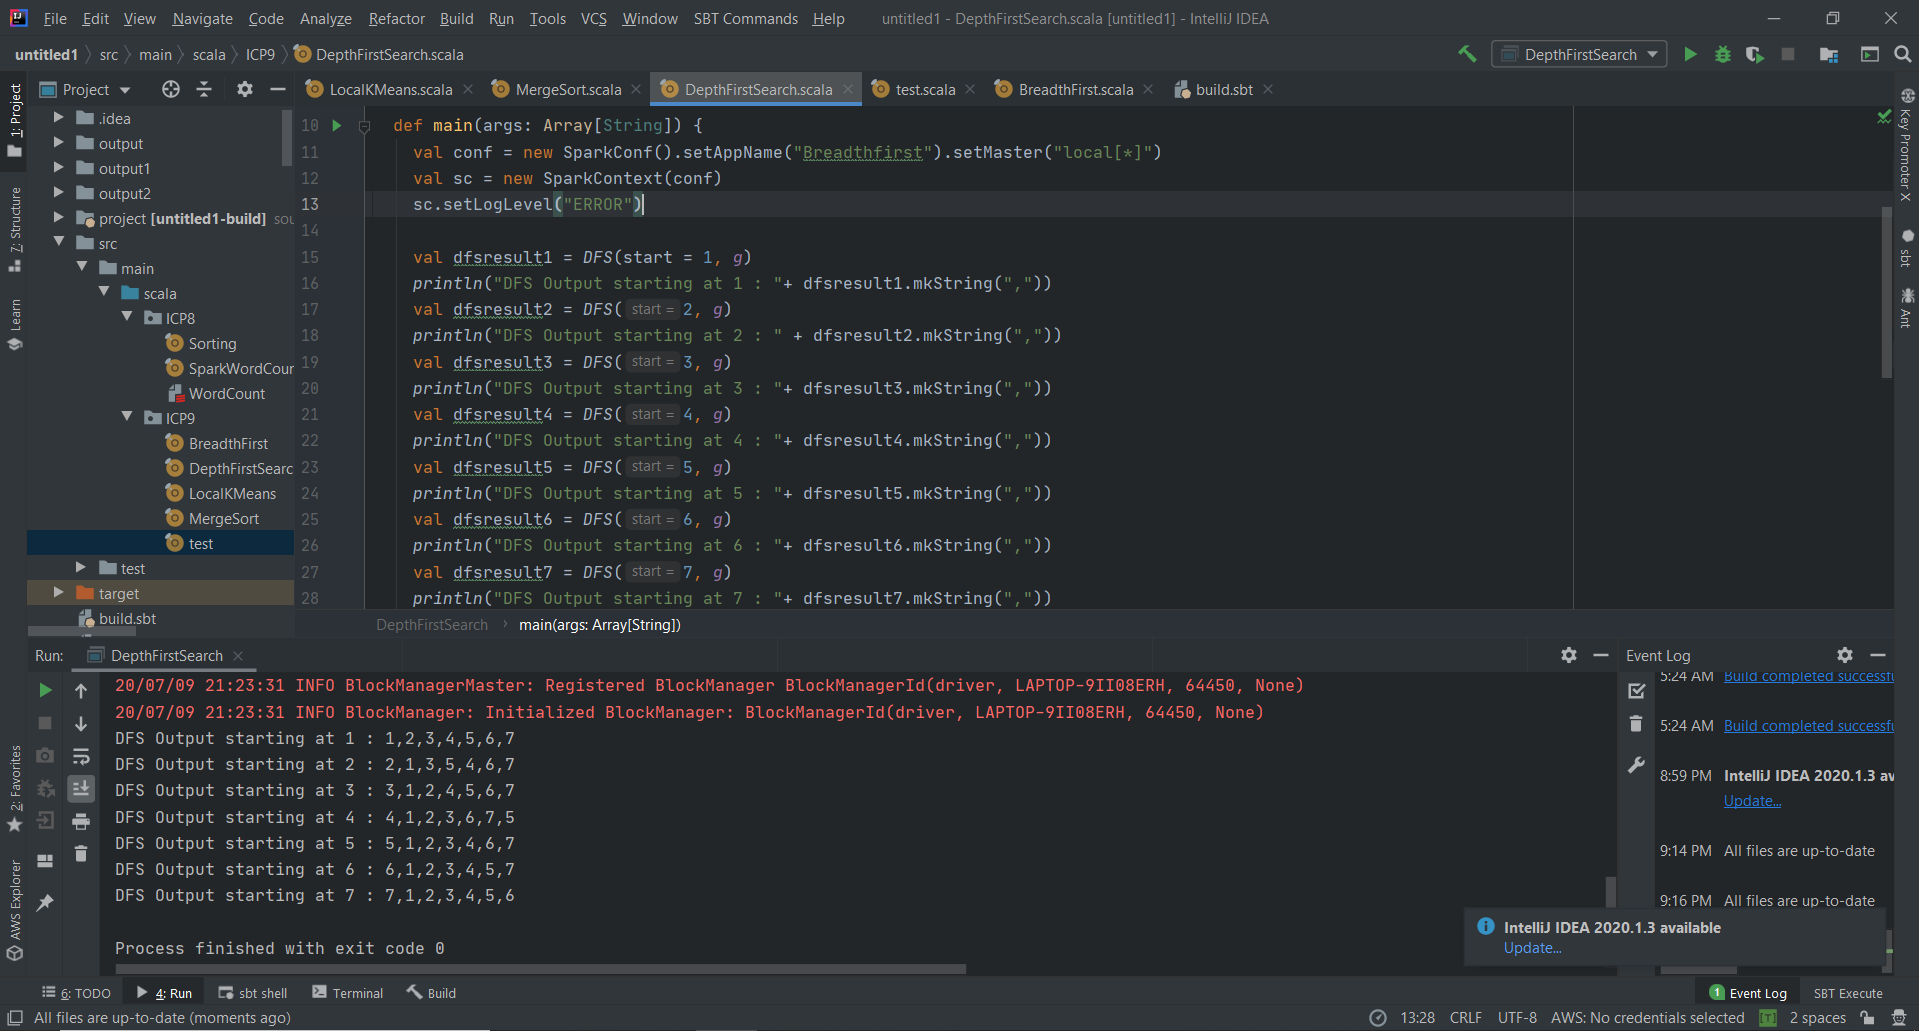 File Edit View Navigate Code Analyze Refactor Build Run Tools VCS Window SBT Commands Help untitled1 - DepthFirstSearch.scala [untitled1] - IntelliJ IDEA
untitled1 src main scala ICP9 DepthFirstSearch.scala DepthFirstSearch
Project LocalKMeans.scala MergeSort.scala DepthFirstSearch.scala test.scala BreadthFirst.scala build.sbt
1: Project
7: Structure
Learn
2: Favorites
AWS Explorer
.idea
output
output1
output2
project [untitled1-build] sou
src
main
scala
ICP8
Sorting
SparkWordCour
WordCount
ICP9
BreadthFirst
DepthFirstSearc
LocalKMeans
MergeSort
test
test
target
build.sbt
10 def main(args: Array[String]) {
11 val conf = new SparkConf().setAppName("Breadthfirst").setMaster("local[*]")
12 val sc = new SparkContext(conf)
13 sc.setLogLevel("ERROR")
14
15 val dfsresult1 = DFS(start = 1, g)
16 println("DFS Output starting at 1 : "+ dfsresult1.mkString(","))
17 val dfsresult2 = DFS( start = 2, g)
18 println("DFS Output starting at 2 : " + dfsresult2.mkString(","))
19 val dfsresult3 = DFS( start = 3, g)
20 println("DFS Output starting at 3 : "+ dfsresult3.mkString(","))
21 val dfsresult4 = DFS( start = 4, g)
22 println("DFS Output starting at 4 : "+ dfsresult4.mkString(","))
23 val dfsresult5 = DFS( start = 5, g)
24 println("DFS Output starting at 5 : "+ dfsresult5.mkString(","))
25 val dfsresult6 = DFS( start = 6, g)
26 println("DFS Output starting at 6 : "+ dfsresult6.mkString(","))
27 val dfsresult7 = DFS( start = 7, g)
28 println("DFS Output starting at 7 : "+ dfsresult7.mkString(","))
DepthFirstSearch main(args: Array[String])
Key Promoter X
sbt
Ant
Run: DepthFirstSearch
20/07/09 21:23:31 INFO BlockManagerMaster: Registered BlockManager BlockManagerId(driver, LAPTOP-9II08ERH, 64450, None)
20/07/09 21:23:31 INFO BlockManager: Initialized BlockManager: BlockManagerId(driver, LAPTOP-9II08ERH, 64450, None)
DFS Output starting at 1 : 1,2,3,4,5,6,7
DFS Output starting at 2 : 2,1,3,5,4,6,7
DFS Output starting at 3 : 3,1,2,4,5,6,7
DFS Output starting at 4 : 4,1,2,3,6,7,5
DFS Output starting at 5 : 5,1,2,3,4,6,7
DFS Output starting at 6 : 6,1,2,3,4,5,7
DFS Output starting at 7 : 7,1,2,3,4,5,6
Process finished with exit code 0
Event Log
5:24 AM Build completed successfu
5:24 AM Build completed successfu
8:59 PM IntelliJ IDEA 2020.1.3 av
Update...
9:14 PM All files are up-to-date
9:16 PM All files are up-to-date
IntelliJ IDEA 2020.1.3 available
Update...
6: TODO 4: Run sbt shell Terminal Build 1 Event Log SBT Execute
All files are up-to-date (moments ago) 13:28 CRLF UTF-8 AWS: No credentials selected [T] 2 spaces